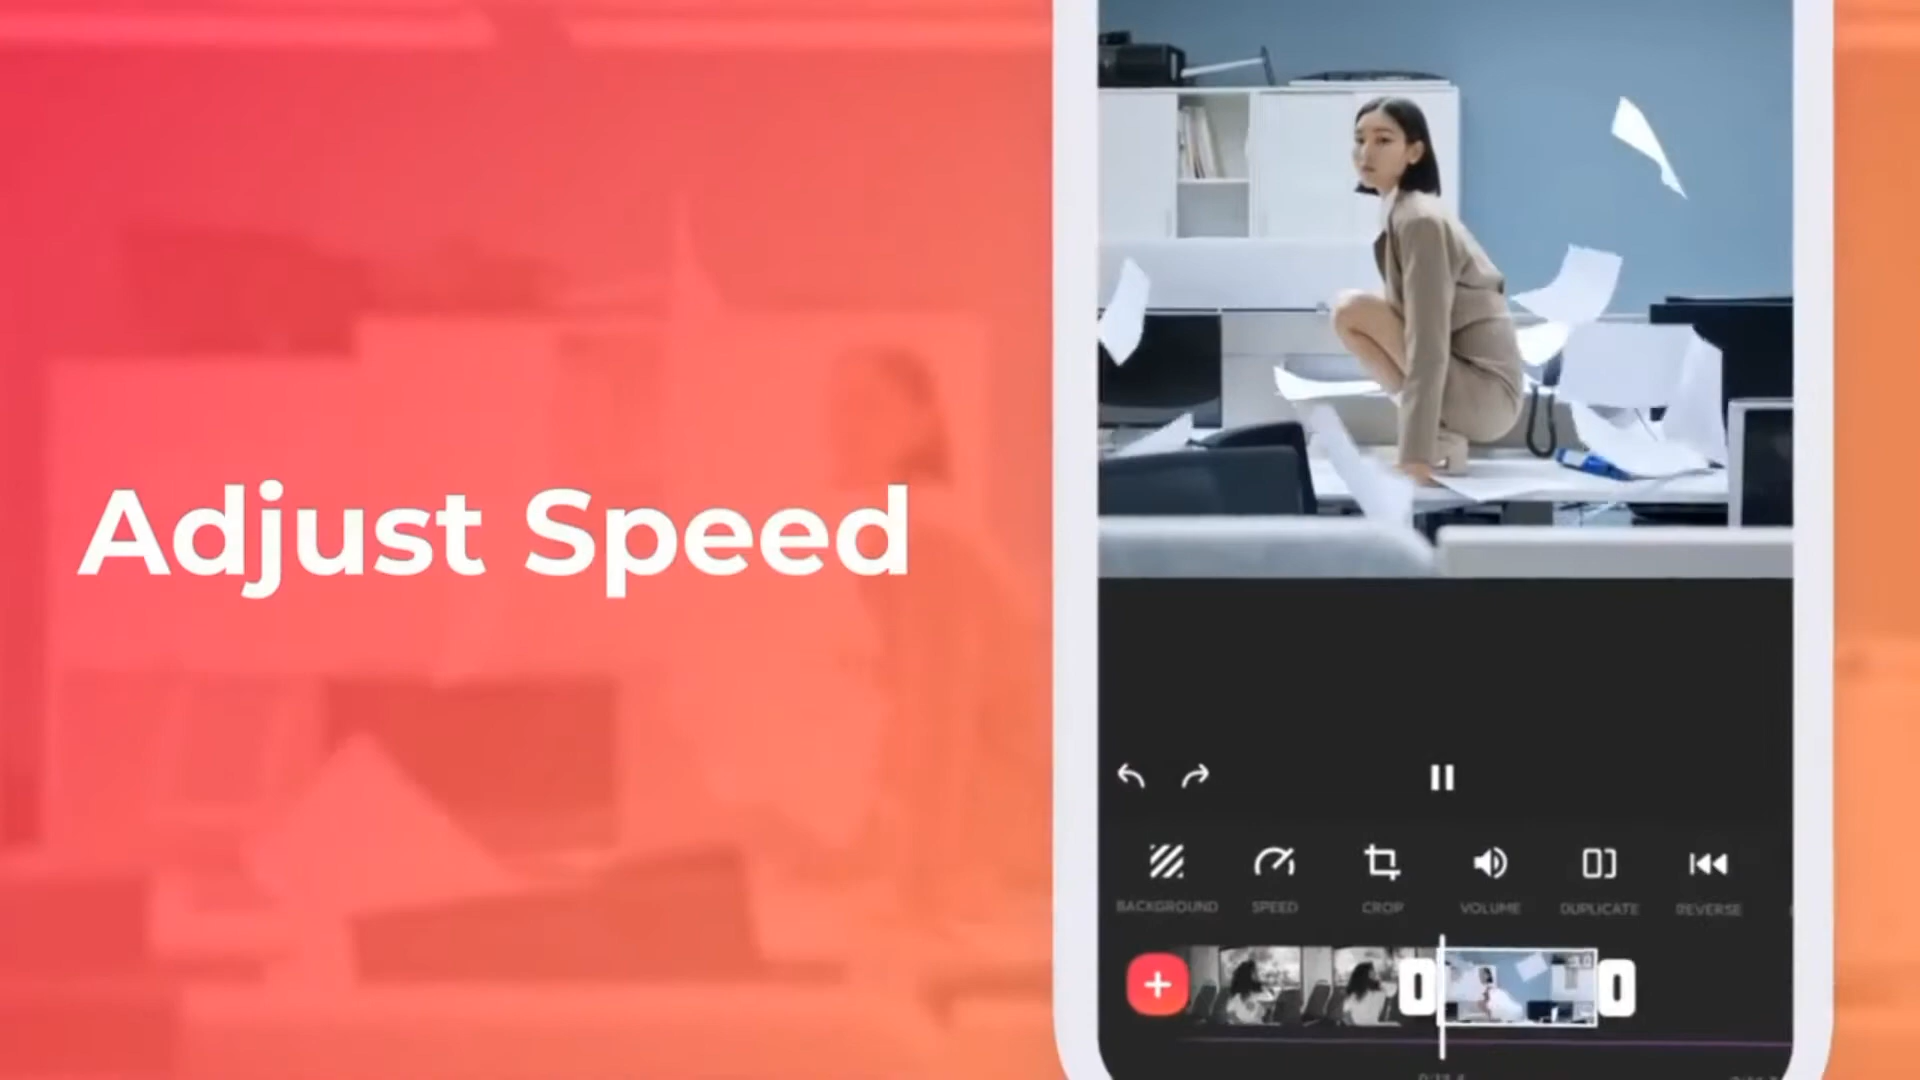 Adjust Speed
BACKGROUND
SPEED
CROP
VOLUME
DUPLICATE
REVERSE